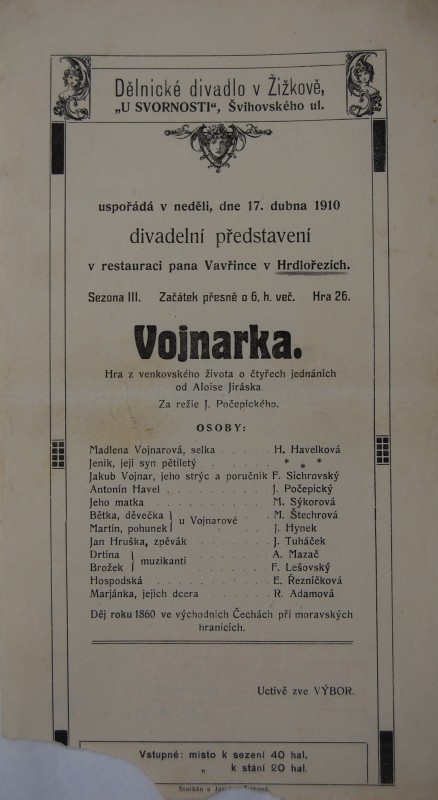 Dělnické divadlo v Žižkově,
„U SVORNOSTI“, Švihovského ul.
uspořádá v neděli, dne 17. dubna 1910
divadelní představení
v restauraci pana Vavřince v Hrdlořezích.
Sezona III. Začátek přesně o 6. h. več. Hra 26.
Vojnarka.
Hra z venkovského života o čtyřech jednáních
od Aloise Jiráska.
Za režie J. Počepického.
OSOBY:
Madlena Vojnarová, selka . . . . H. Havelková
Jeník, její syn pětiletý . . . . . * * *
Jakub Vojnar, jeho strýc a poručník F. Sichrovský
Antonín Havel . . . . . . . . J. Počepický
Jeho matka . . . . . . . . M. Sýkorová
Bětka, děvečka } u Vojnarové . . M. Štechrová
Martin, pohunek } . . J. Hynek
Jan Hruška, zpěvák . . . . . . J. Tuháček
Drtina } muzikanti . . . . . . A. Mazač
Brožek } . . . . . . F. Lešovský
Hospodská . . . . . . . . E. Řezníčková
Marjánka, jejich dcera . . . . . R. Adamová
Děj roku 1860 ve východních Čechách při moravských
hranicích.
Uctivě zve VÝBOR.
Vstupné: místo k sezení 40 hal.
„ k stání 20 hal.
Žižkově.